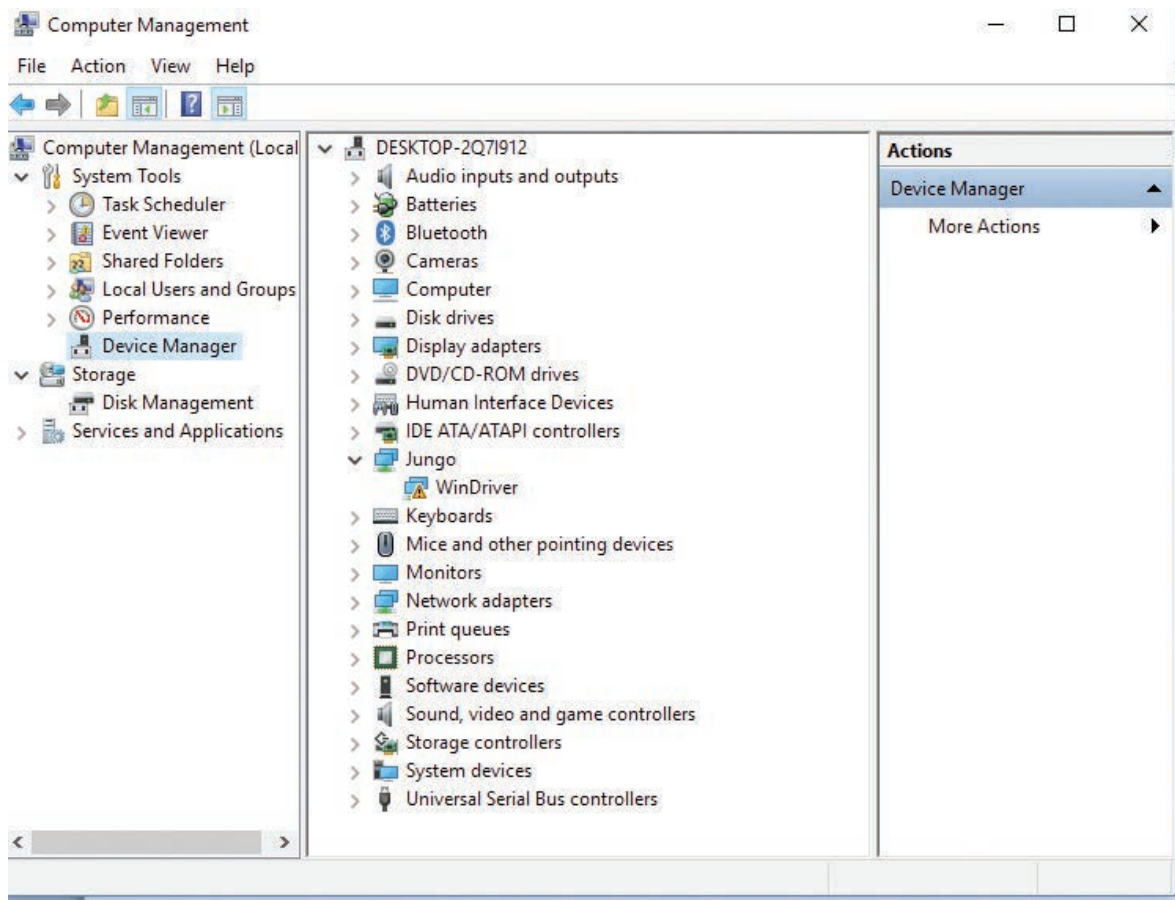 Computer Management
File Action View Help
Computer Management (Local
System Tools
Task Scheduler
Event Viewer
Shared Folders
Local Users and Groups
Performance
Device Manager
Storage
Disk Management
Services and Applications
DESKTOP-2Q7I912
Audio inputs and outputs
Batteries
Bluetooth
Cameras
Computer
Disk drives
Display adapters
DVD/CD-ROM drives
Human Interface Devices
IDE ATA/ATAPI controllers
Jungo
WinDriver
Keyboards
Mice and other pointing devices
Monitors
Network adapters
Print queues
Processors
Software devices
Sound, video and game controllers
Storage controllers
System devices
Universal Serial Bus controllers
Actions
Device Manager
More Actions